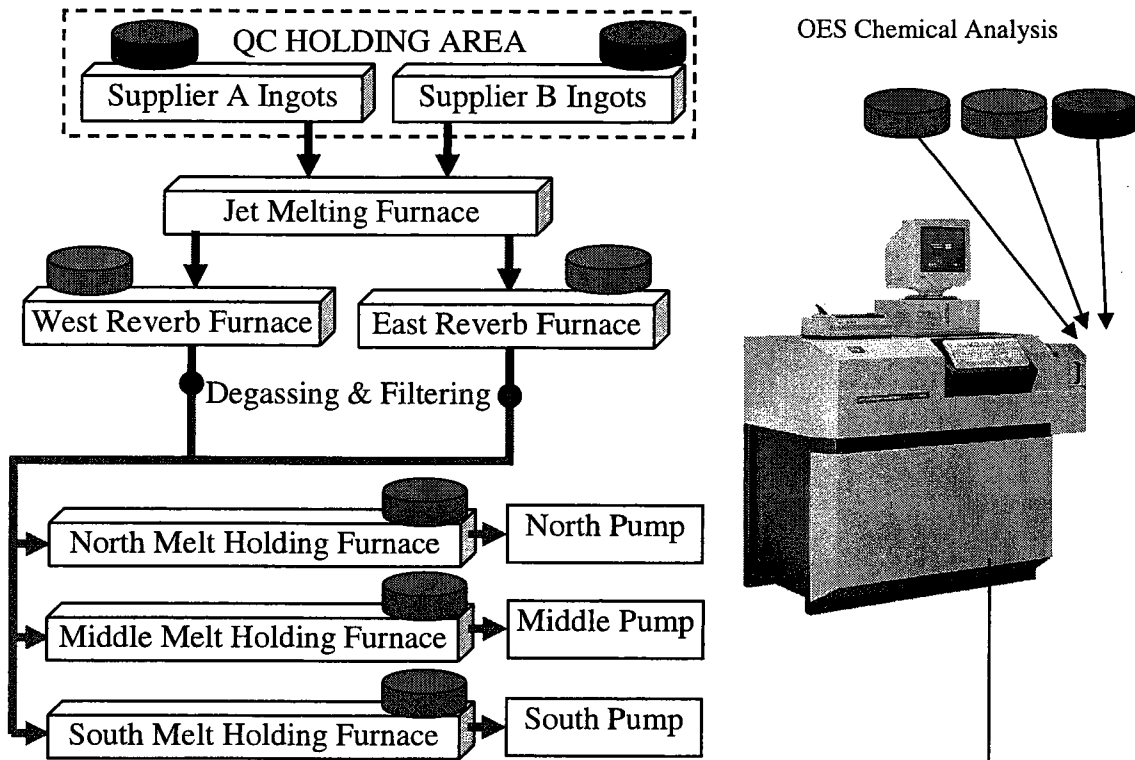 QC HOLDING AREA
OES Chemical Analysis
Supplier A Ingots
Supplier B Ingots
Jet Melting Furnace
West Reverb Furnace
East Reverb Furnace
Degassing & Filtering
North Melt Holding Furnace
North Pump
Middle Melt Holding Furnace
Middle Pump
South Melt Holding Furnace
South Pump